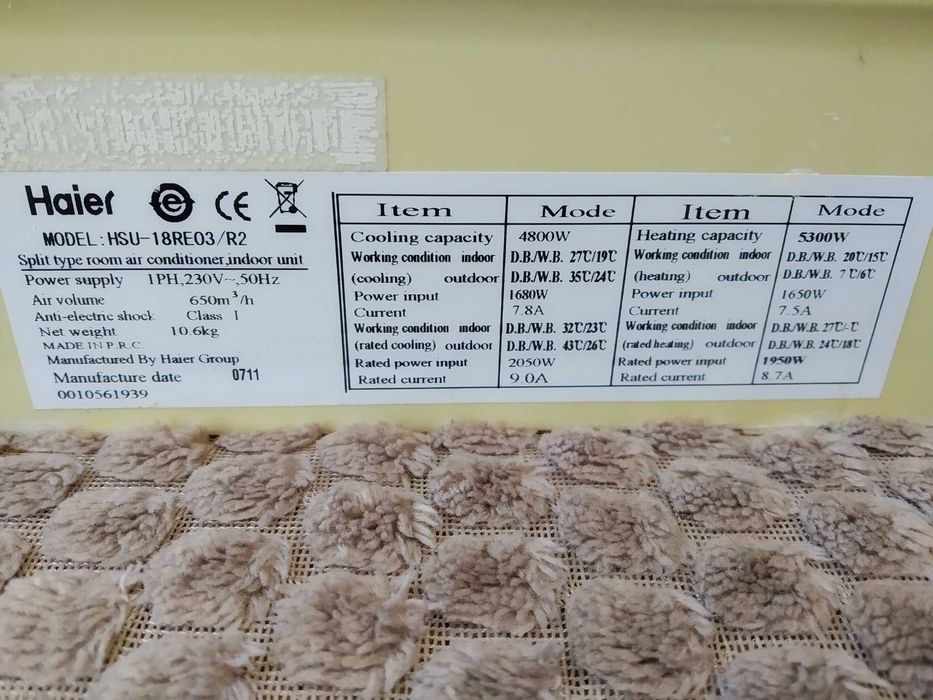 Haier e CE
MODEL: HSU-18RE03/R2
Split type room air conditioner,indoor unit
Power supply 1PH,230V~,50Hz
Air volume 650m³/h
Anti-electric shock Class I
Net weight 10.6kg
MADE IN P.R.C.
Manufactured By Haier Group
Manufacture date 0711
0010561939
Item Mode Item Mode
Cooling capacity 4800W Heating capacity 5300W
Working condition indoor D.B./W.B. 27℃/19℃ Working condition indoor D.B./W.B. 20℃/15℃
(cooling) outdoor D.B./W.B. 35℃/24℃ (heating) outdoor D.B./W.B. 7℃/6℃
Power input 1680W Power input 1650W
Current 7.8A Current 7.5A
Working condition indoor D.B./W.B. 32℃/23℃ Working condition indoor D.B./W.B. 27℃/-℃
(rated cooling) outdoor D.B./W.B. 43℃/26℃ (rated heating) outdoor D.B./W.B. 24℃/18℃
Rated power input 2050W Rated power input 1950W
Rated current 9.0A Rated current 8.7A